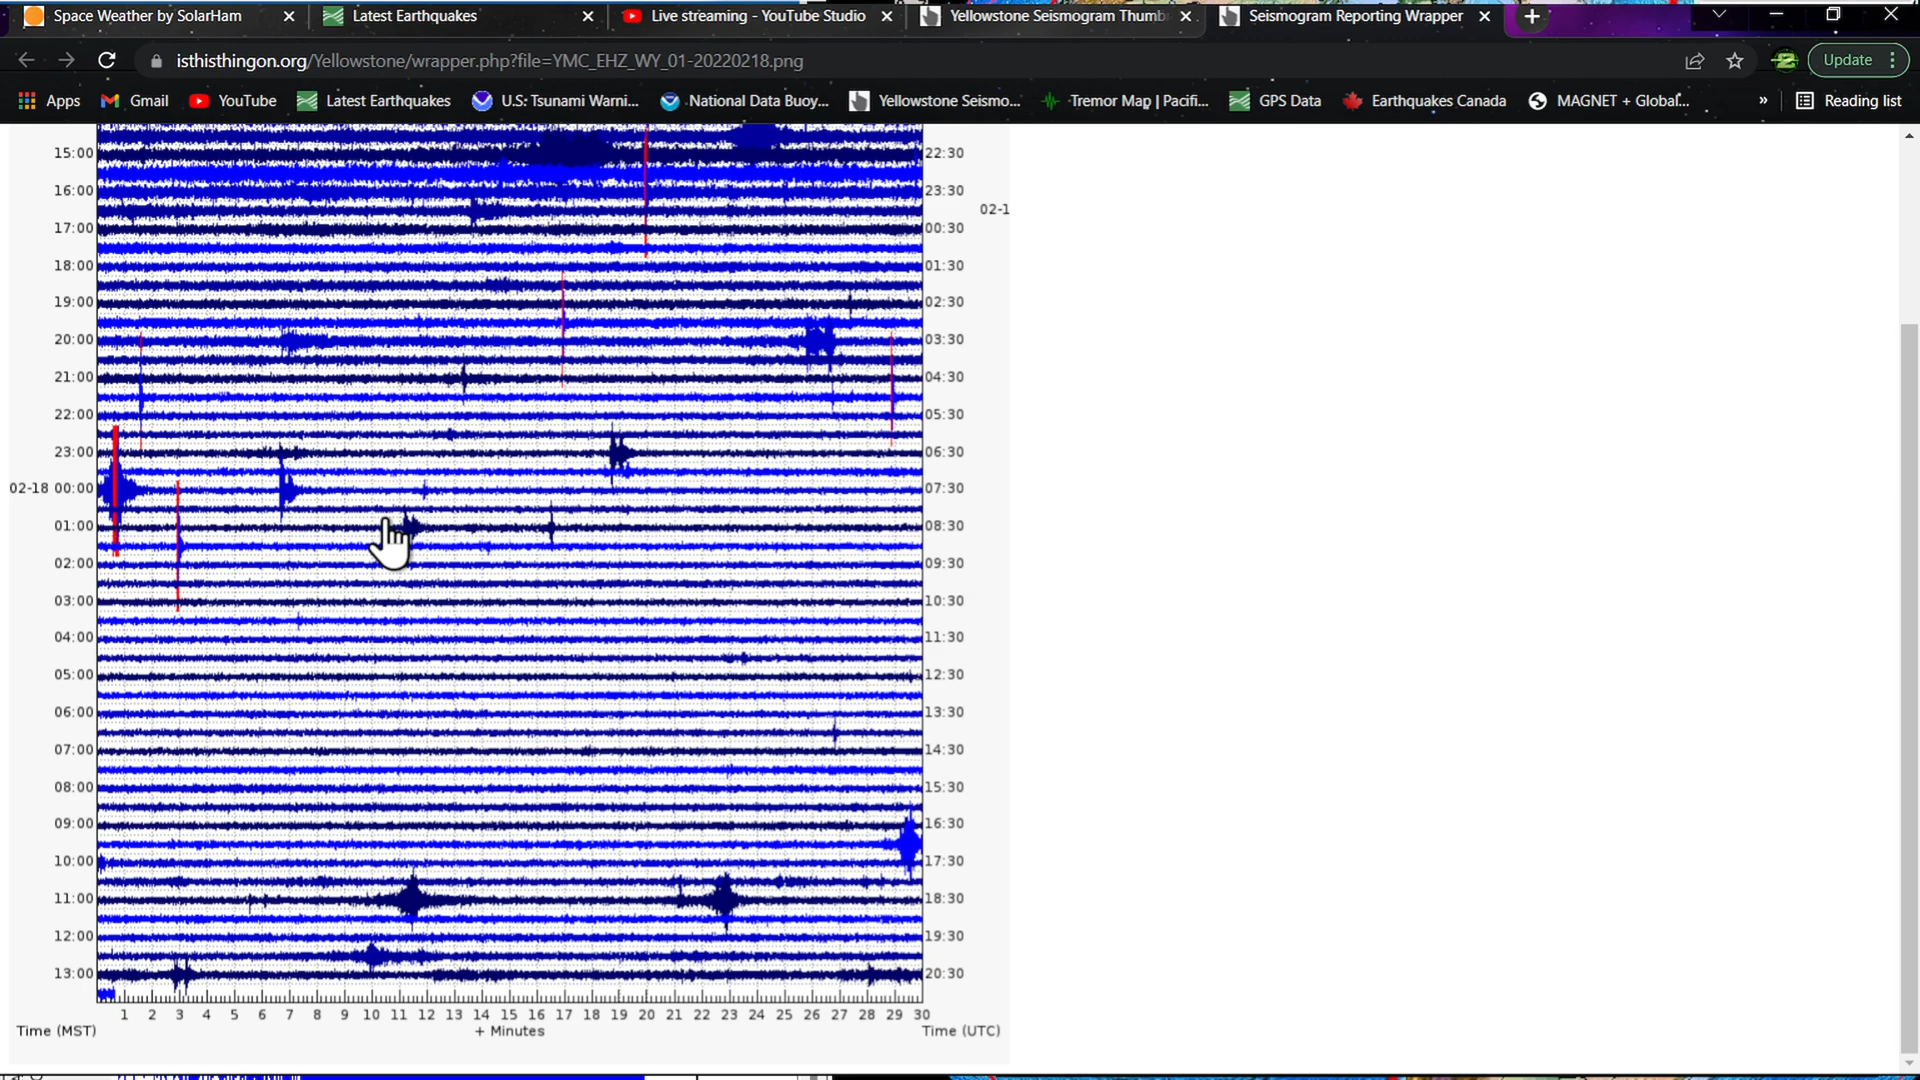 Space Weather by SolarHam
Latest Earthquakes
Live streaming - YouTube Studio
Yellowstone Seismogram Thumb
Seismogram Reporting Wrapper
isthisthingon.org/Yellowstone/wrapper.php?file=YMC_EHZ_WY_01-20220218.png
Update
Apps
Gmail
YouTube
Latest Earthquakes
U.S. Tsunami Warni...
National Data Buoy...
Yellowstone Seismo...
Tremor Map | Pacifi...
GPS Data
Earthquakes Canada
MAGNET + Global...
»
Reading list
15:00 22:30
16:00 23:30
02-1
17:00 00:30
18:00 01:30
19:00 02:30
20:00 03:30
21:00 04:30
22:00 05:30
23:00 06:30
02-18 00:00 07:30
01:00 08:30
02:00 09:30
03:00 10:30
04:00 11:30
05:00 12:30
06:00 13:30
07:00 14:30
08:00 15:30
09:00 16:30
10:00 17:30
11:00 18:30
12:00 19:30
13:00 20:30
1 2 3 4 5 6 7 8 9 10 11 12 13 14 15 16 17 18 19 20 21 22 23 24 25 26 27 28 29 30
Time (MST) + Minutes Time (UTC)